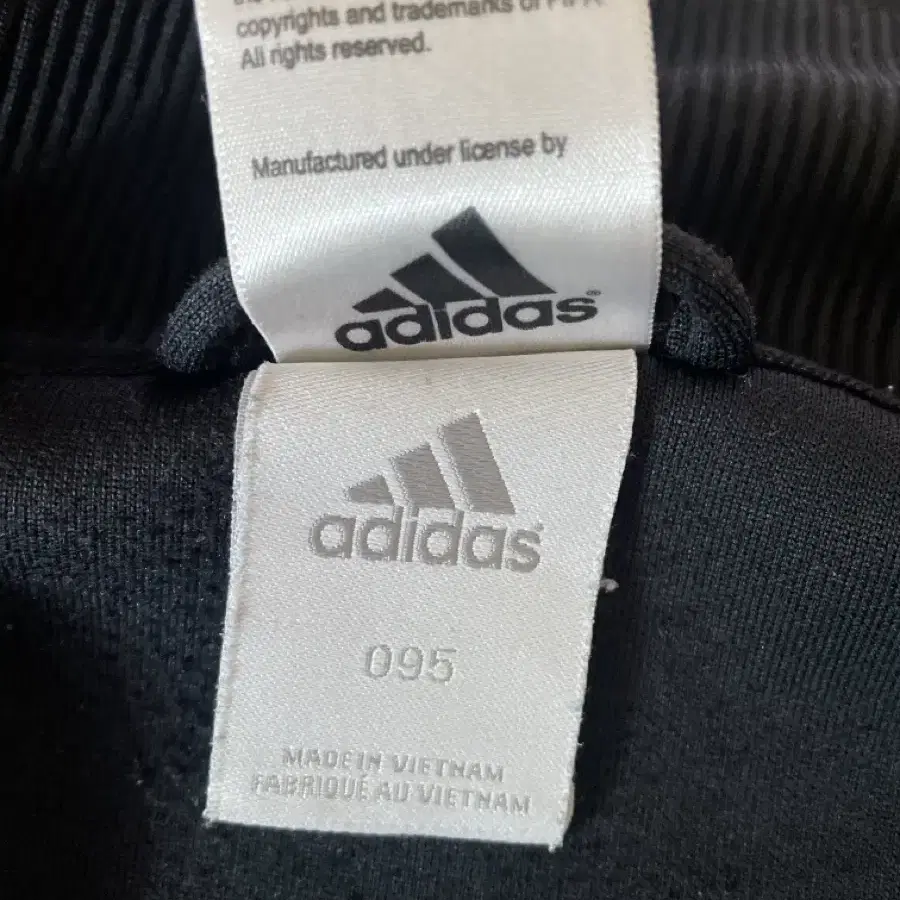 copyrights and trademarks of FIFA
All rights reserved.
Manufactured under license by
adidas®
adidas
095
MADE IN VIETNAM
FABRIQUÉ AU VIETNAM